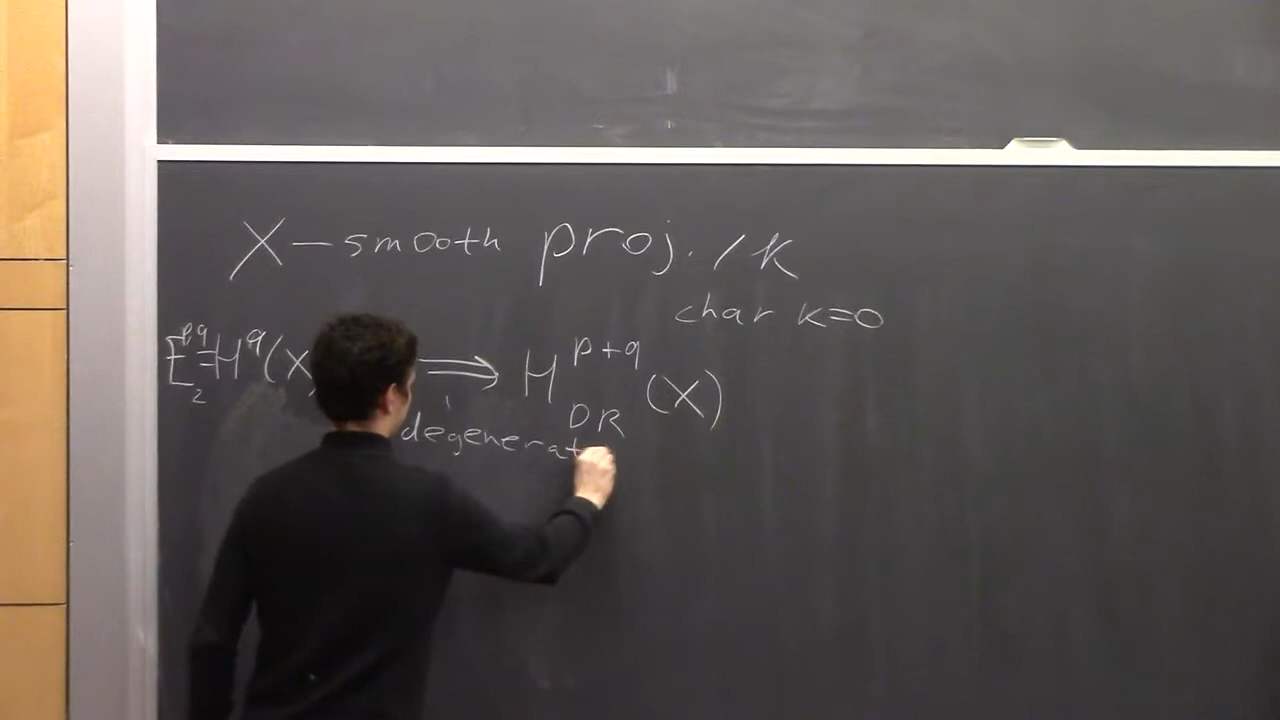 X — smooth proj. / k
char k=0
E₂^{pq} = H^q(X ⟹ H^{p+q}_{DR}(X)
degenerat